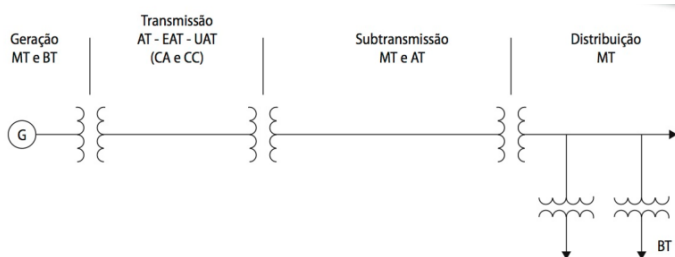 Geração
MT e BT
Transmissão
AT - EAT - UAT
(CA e CC)
Subtransmissão
MT e AT
Distribuição
MT
G
BT